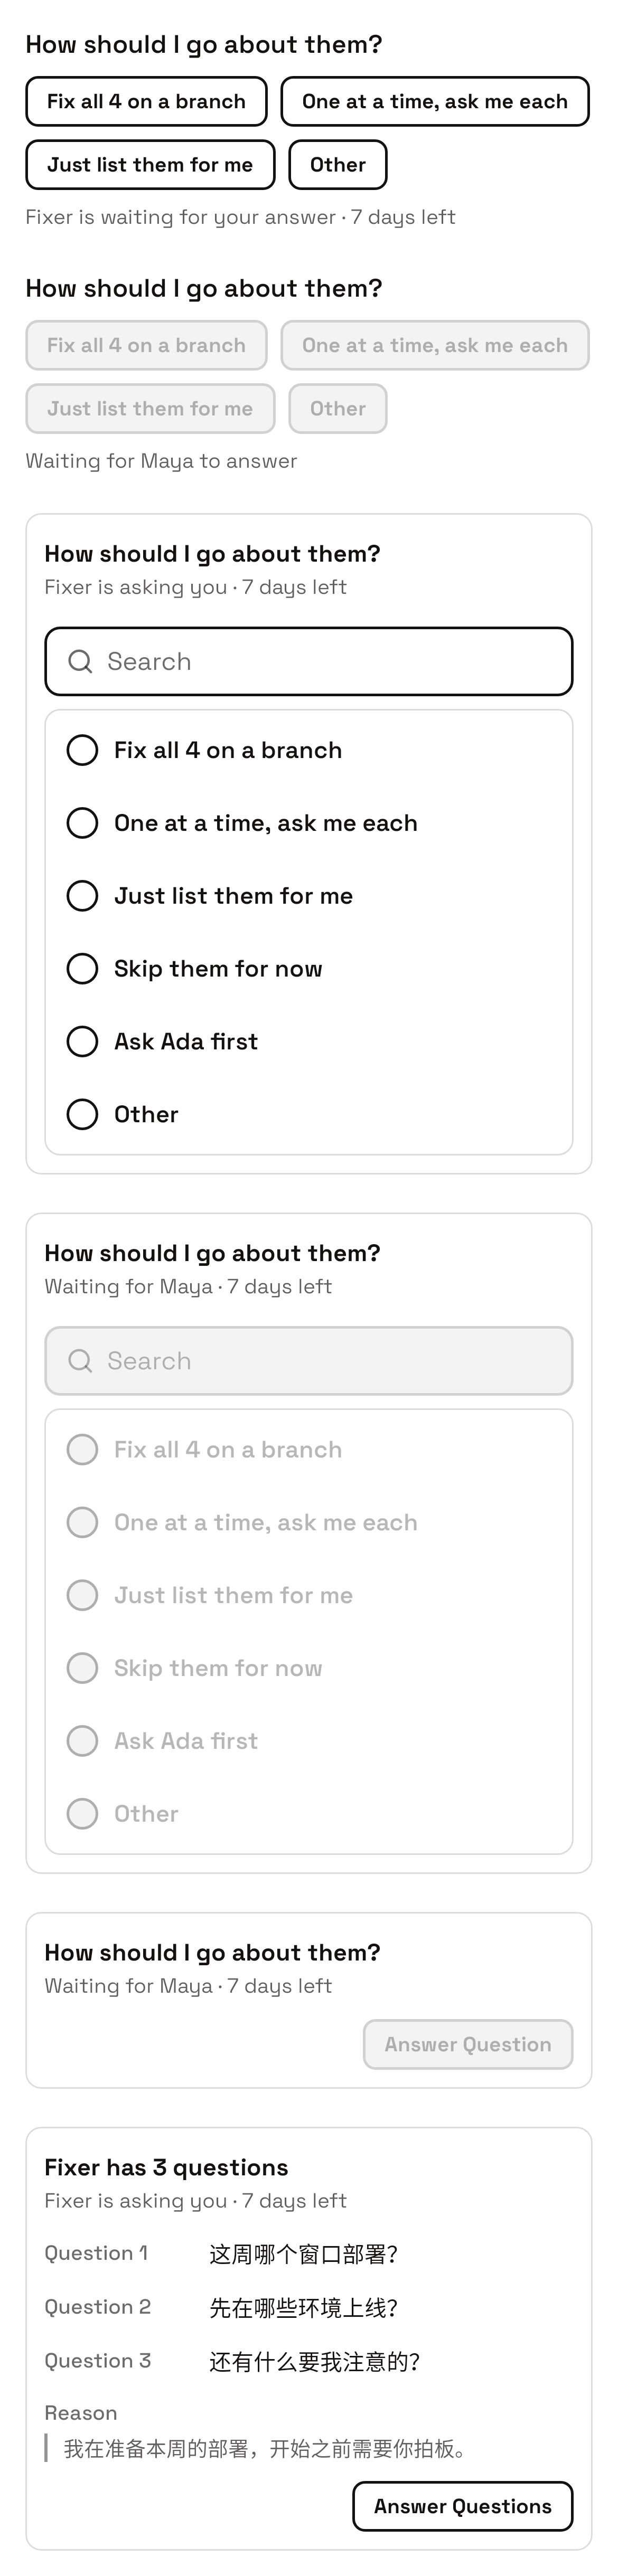 How should I go about them?
Fix all 4 on a branch
One at a time, ask me each
Just list them for me
Other
Fixer is waiting for your answer · 7 days left
How should I go about them?
Fix all 4 on a branch
One at a time, ask me each
Just list them for me
Other
Waiting for Maya to answer
How should I go about them?
Fixer is asking you · 7 days left
Search
Fix all 4 on a branch
One at a time, ask me each
Just list them for me
Skip them for now
Ask Ada first
Other
How should I go about them?
Waiting for Maya · 7 days left
Search
Fix all 4 on a branch
One at a time, ask me each
Just list them for me
Skip them for now
Ask Ada first
Other
How should I go about them?
Waiting for Maya · 7 days left
Answer Question
Fixer has 3 questions
Fixer is asking you · 7 days left
Question 1 这周哪个窗口部署？
Question 2 先在哪些环境上线？
Question 3 还有什么要我注意的？
Reason
我在准备本周的部署，开始之前需要你拍板。
Answer Questions